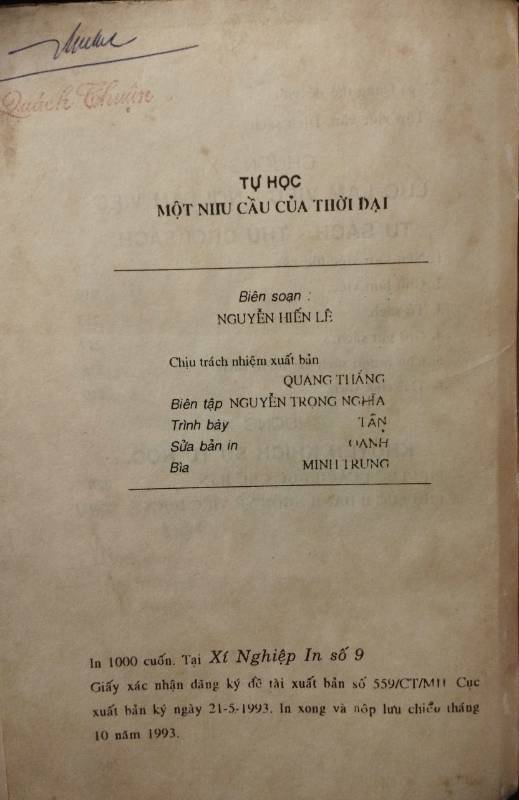 Quách Thuận
TỰ HỌC
MỘT NHU CẦU CỦA THỜI ĐẠI
Biên soạn :
NGUYỄN HIẾN LÊ
Chịu trách nhiệm xuất bản
QUANG THẮNG
Biên tập NGUYỄN TRỌNG NGHĨA
Trình bày TẤN
Sửa bản in OANH
Bìa MINH TRUNG
In 1000 cuốn. Tại Xí Nghiệp In số 9
Giấy xác nhận đăng ký đề tài xuất bản số 559/CT/MH Cục
xuất bản ký ngày 21-5-1993. In xong và nộp lưu chiểu tháng
10 năm 1993.